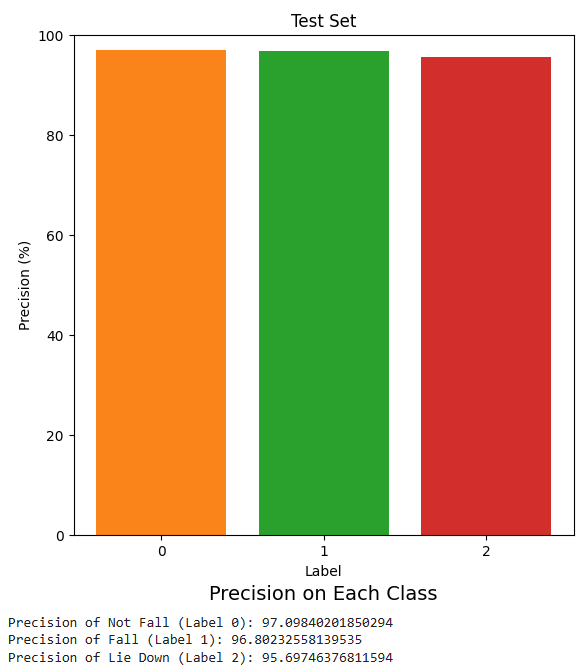 Test Set
100
80
60
40
20
0
Precision (%)
0 1 2
Label
Precision on Each Class
Precision of Not Fall (Label 0): 97.09840201850294
Precision of Fall (Label 1): 96.80232558139535
Precision of Lie Down (Label 2): 95.69746376811594